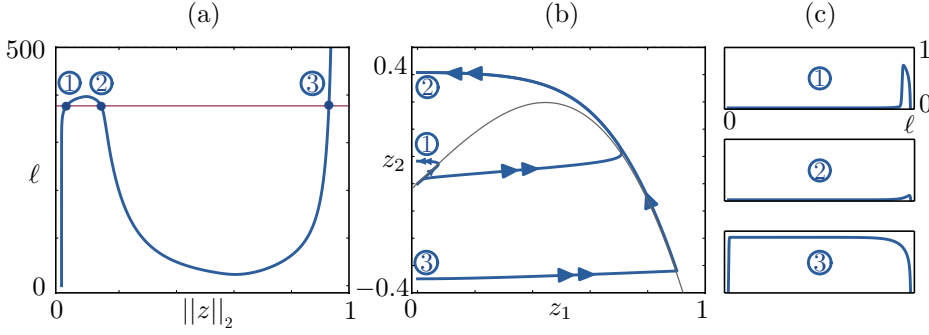 (a) (b) (c)
500
① ② ③
ℓ
0
0 ||z||₂ 1
0.4
②
①
z₂
③
−0.4
0 z₁ 1
①
1
0
0 ℓ
②
③